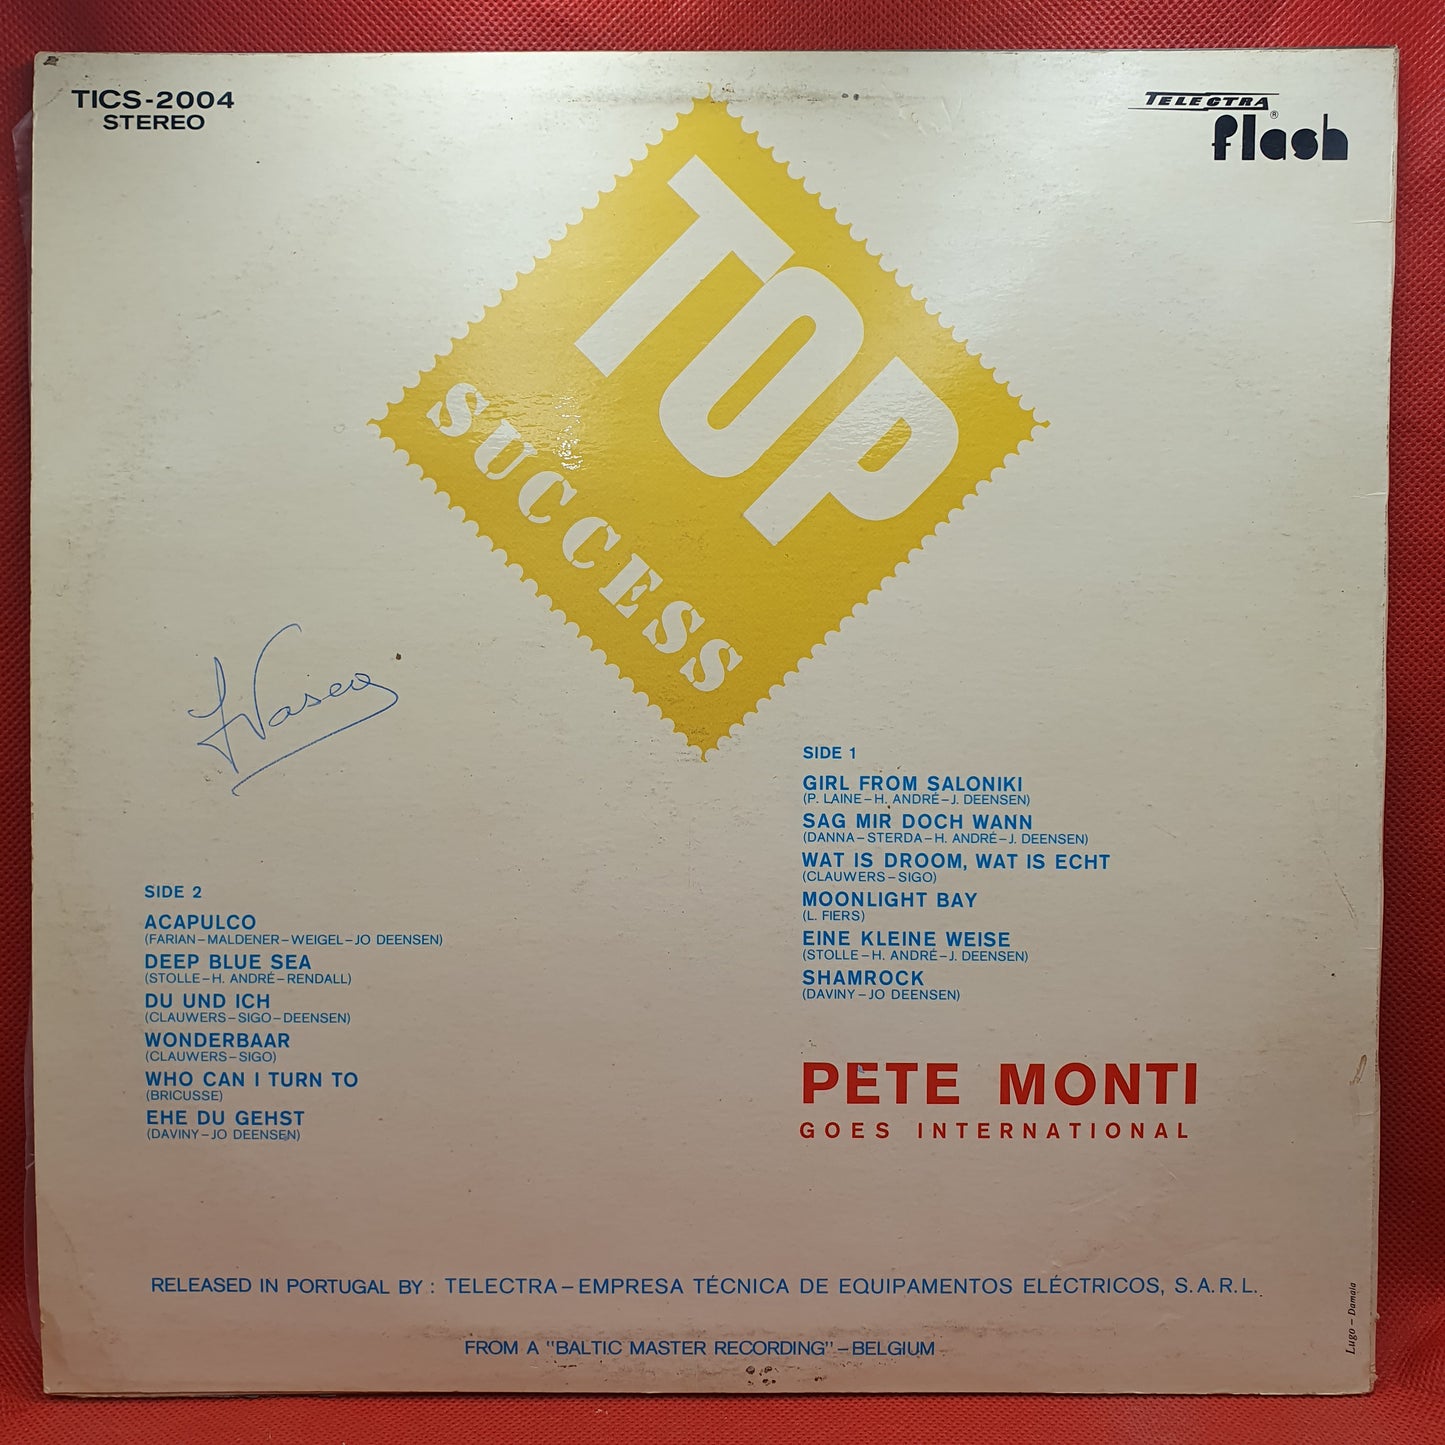 TICS-2004
STEREO
TELECTRA
flash ®
TOP
SUCCESS
SIDE 1
GIRL FROM SALONIKI
(P. LAINE – H. ANDRÉ – J. DEENSEN)
SAG MIR DOCH WANN
(DANNA – STERDA – H. ANDRÉ – J. DEENSEN)
WAT IS DROOM, WAT IS ECHT
(CLAUWERS – SIGO)
MOONLIGHT BAY
(L. FIERS)
EINE KLEINE WEISE
(STOLLE – H. ANDRÉ – J. DEENSEN)
SHAMROCK
(DAVINY – JO DEENSEN)
SIDE 2
ACAPULCO
(FARIAN – MALDENER – WEIGEL – JO DEENSEN)
DEEP BLUE SEA
(STOLLE – H. ANDRÉ – RENDALL)
DU UND ICH
(CLAUWERS – SIGO – DEENSEN)
WONDERBAAR
(CLAUWERS – SIGO)
WHO CAN I TURN TO
(BRICUSSE)
EHE DU GEHST
(DAVINY – JO DEENSEN)
PETE MONTI
GOES INTERNATIONAL
RELEASED IN PORTUGAL BY : TELECTRA – EMPRESA TÉCNICA DE EQUIPAMENTOS ELÉCTRICOS, S.A.R.L.
FROM A "BALTIC MASTER RECORDING" – BELGIUM
Lugo – Damaia